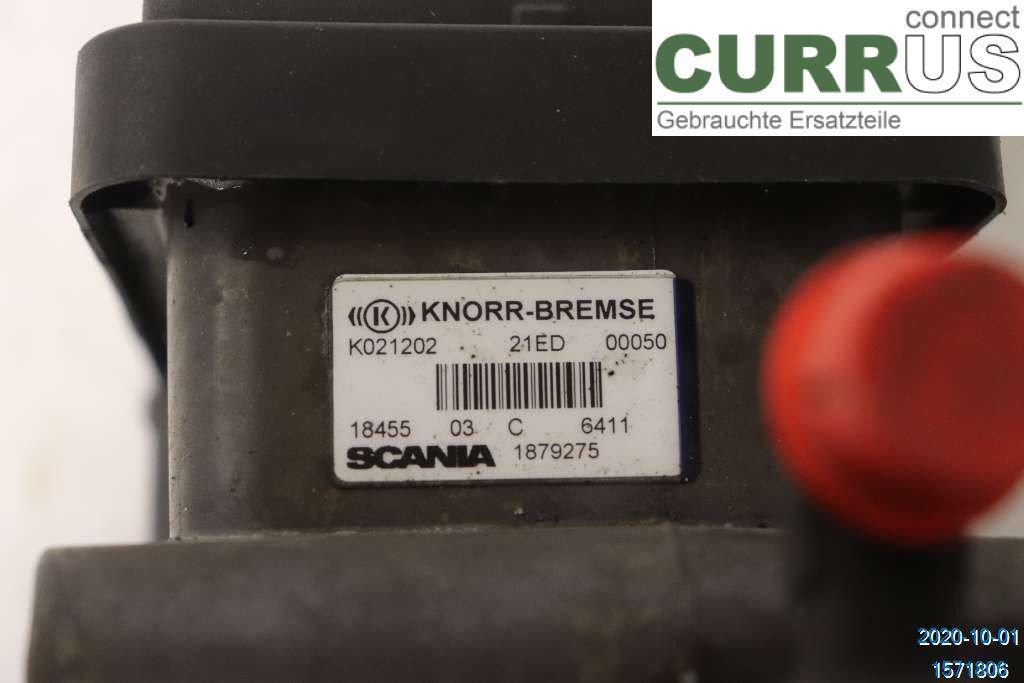 connect
CURRUS
Gebrauchte Ersatzteile
K KNORR-BREMSE
K021202 21ED 00050
18455 03 C 6411
SCANIA 1879275
2020-10-01
1571806